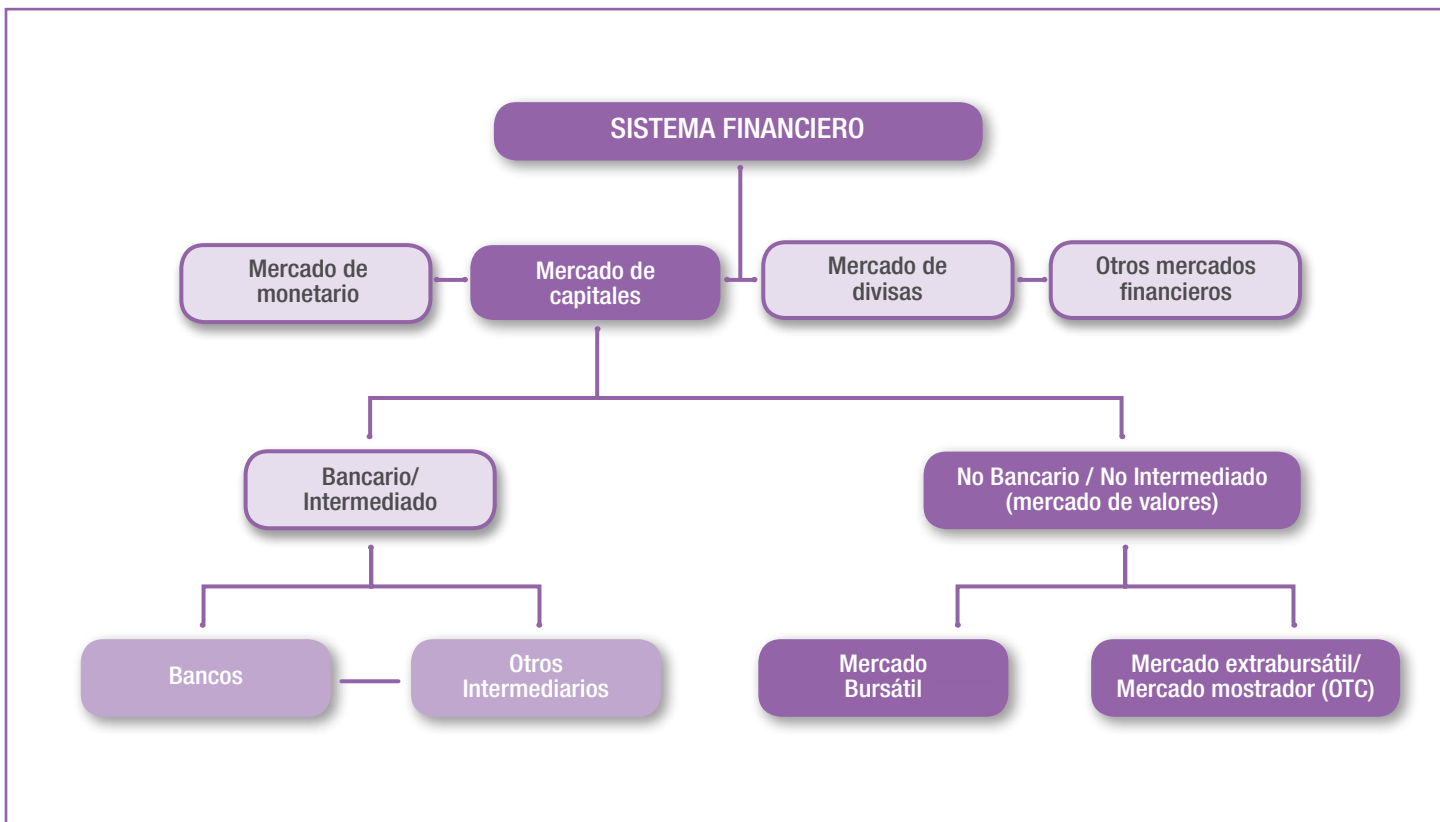 SISTEMA FINANCIERO
Mercado de
monetario
Mercado de
capitales
Mercado de
divisas
Otros mercados
financieros
Bancario/
Intermediado
No Bancario / No Intermediado
(mercado de valores)
Bancos
Otros
Intermediarios
Mercado
Bursátil
Mercado extrabursátil/
Mercado mostrador (OTC)